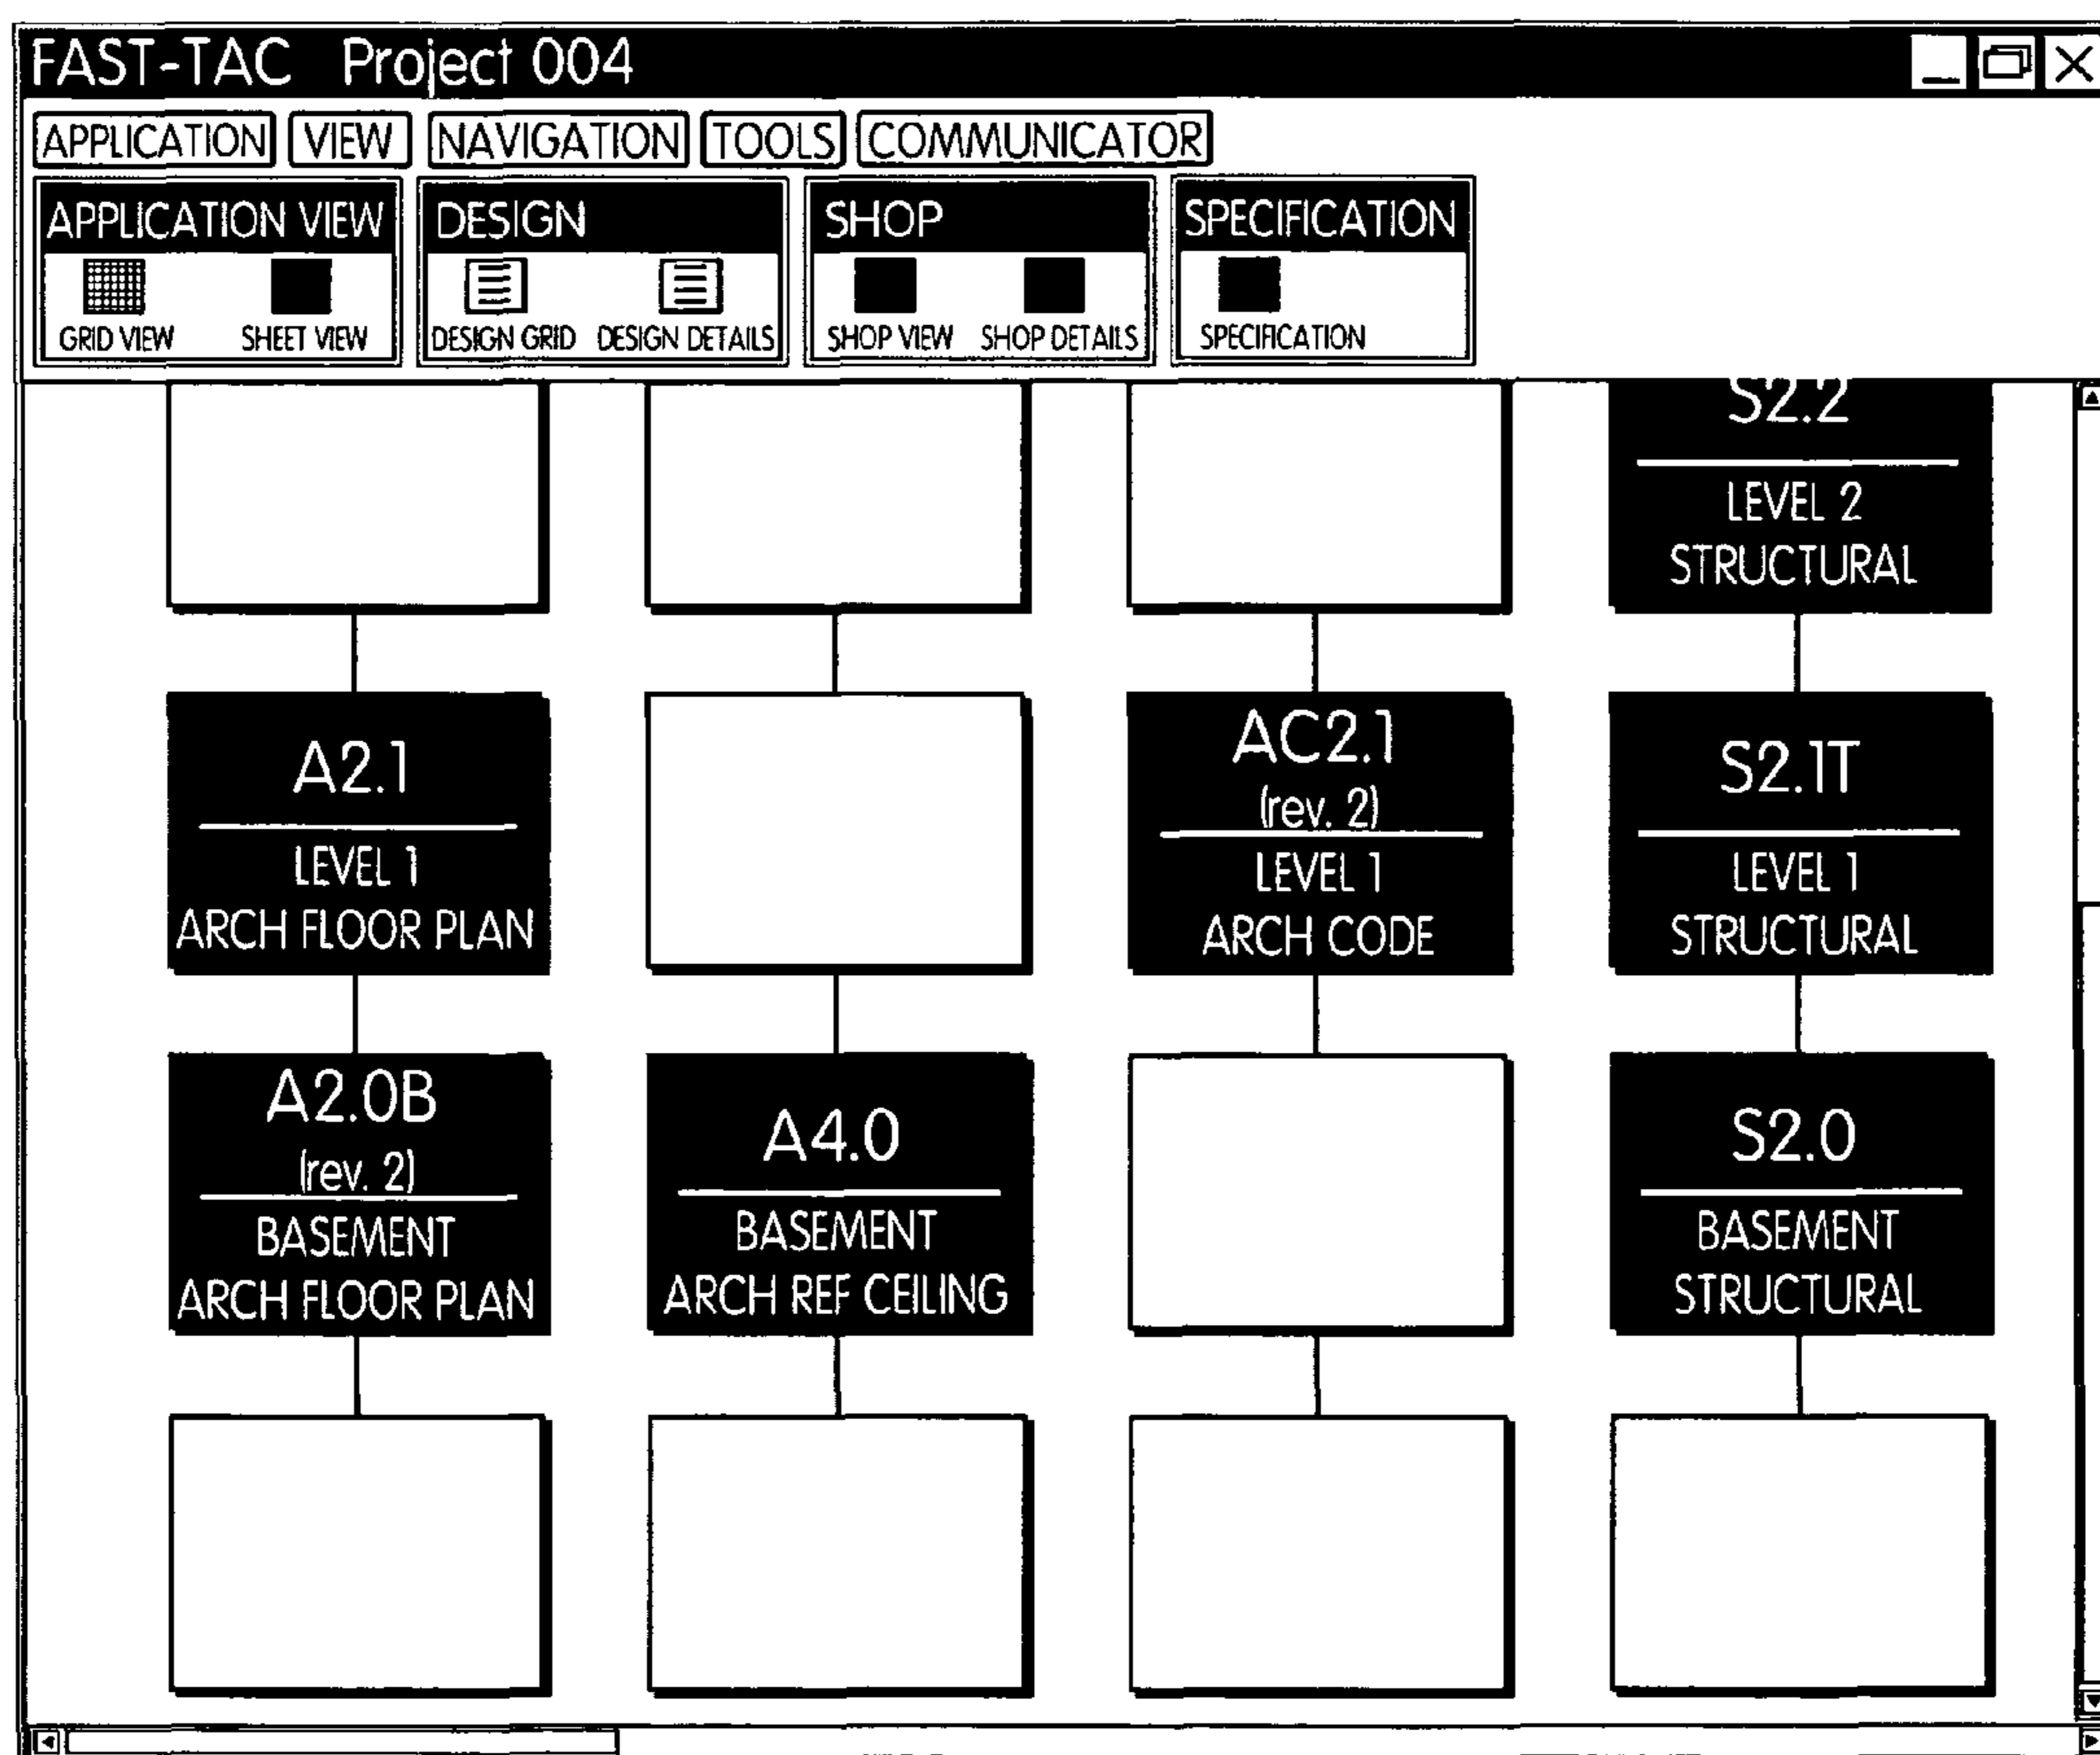 FAST-TAC Project 004
APPLICATION VIEW NAVIGATION TOOLS COMMUNICATOR
APPLICATION VIEW DESIGN SHOP SPECIFICATION
GRID VIEW SHEET VIEW DESIGN GRID DESIGN DETAILS SHOP VIEW SHOP DETAILS SPECIFICATION
S2.2
LEVEL 2
STRUCTURAL
A2.1
LEVEL 1
ARCH FLOOR PLAN
AC2.1
(rev. 2)
LEVEL 1
ARCH CODE
S2.1T
LEVEL 1
STRUCTURAL
A2.0B
(rev. 2)
BASEMENT
ARCH FLOOR PLAN
A4.0
BASEMENT
ARCH REF CEILING
S2.0
BASEMENT
STRUCTURAL